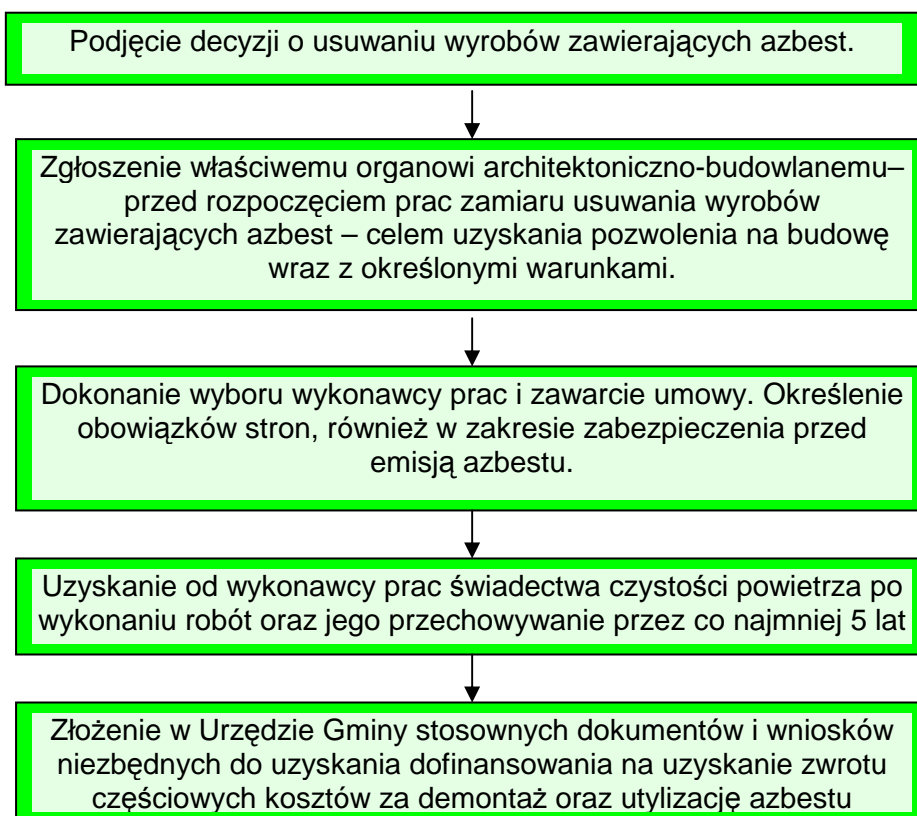 Podjęcie decyzji o usuwaniu wyrobów zawierających azbest.
Zgłoszenie właściwemu organowi architektoniczno-budowlanemu–
przed rozpoczęciem prac zamiaru usuwania wyrobów
zawierających azbest – celem uzyskania pozwolenia na budowę
wraz z określonymi warunkami.
Dokonanie wyboru wykonawcy prac i zawarcie umowy. Określenie
obowiązków stron, również w zakresie zabezpieczenia przed
emisją azbestu.
Uzyskanie od wykonawcy prac świadectwa czystości powietrza po
wykonaniu robót oraz jego przechowywanie przez co najmniej 5 lat
Złożenie w Urzędzie Gminy stosownych dokumentów i wniosków
niezbędnych do uzyskania dofinansowania na uzyskanie zwrotu
częściowych kosztów za demontaż oraz utylizację azbestu